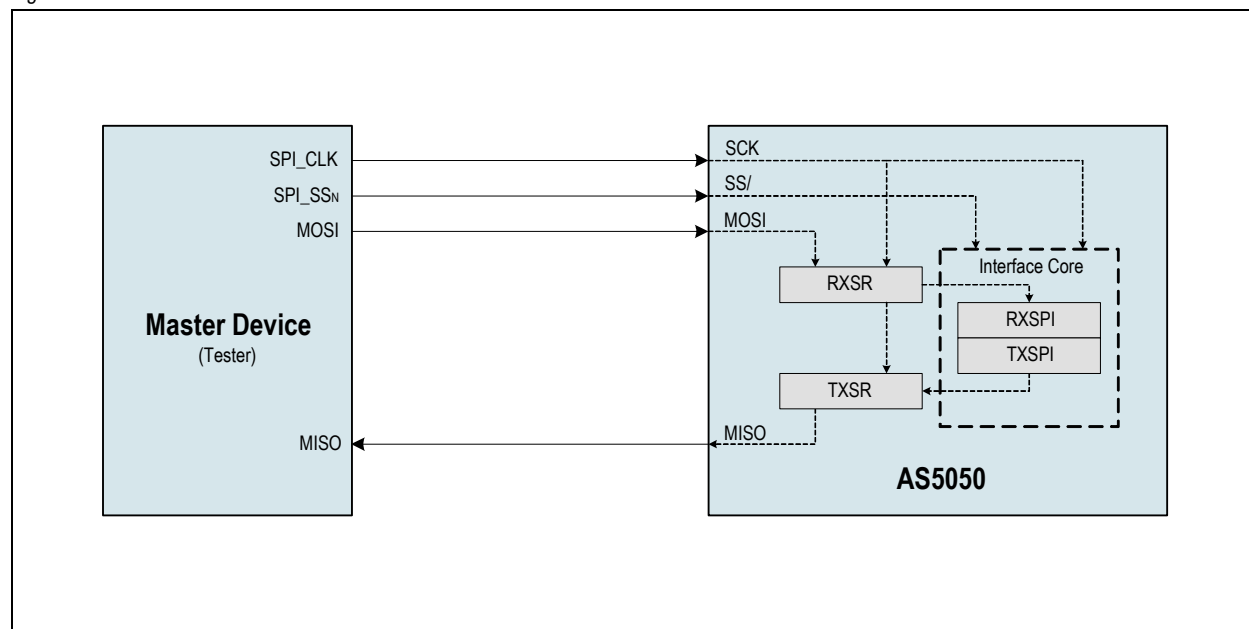 SPI_CLK
SPI_SSN
MOSI
Master Device
(Tester)
MISO
SCK
SS/
MOSI
Interface Core
RXSR
RXSPI
TXSPI
TXSR
MISO
AS5050